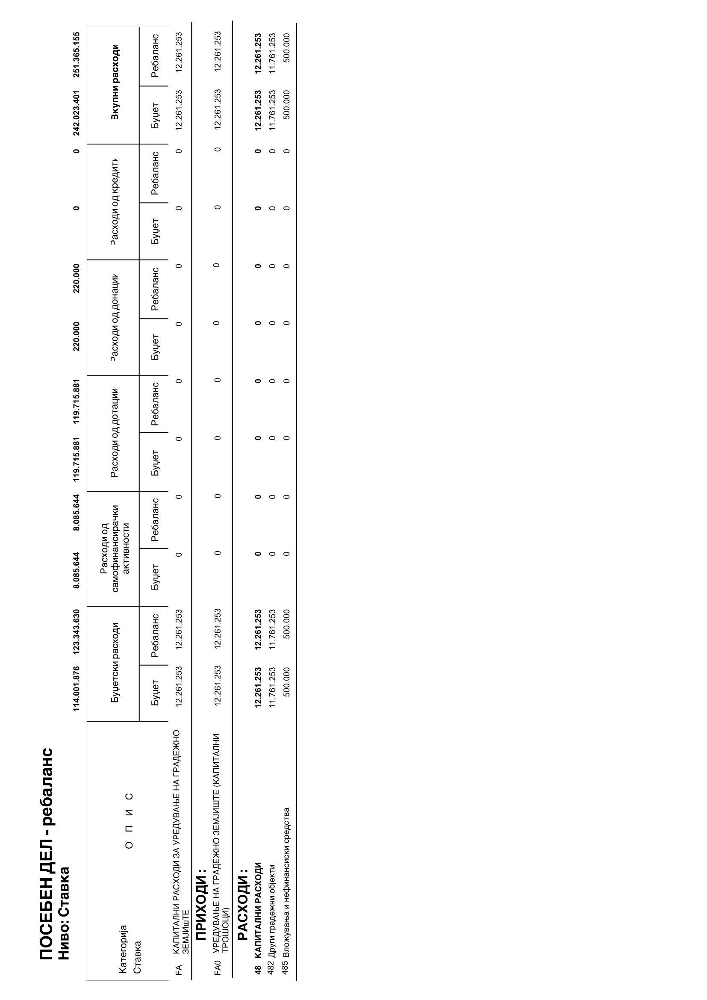 ПОСЕБЕН ДЕЛ - ребаланс
Ниво: Ставка
114.001.876 123.343.630 8.085.644 8.085.644 119.715.881 119.715.881 220.000 220.000 0 0 242.023.401 251.365.155
Категорија
Ставка
О П И С
Буџетски расходи
Расходи од
самофинансирачки
активности
Расходи од дотации
Расходи од донации
Расходи од кредити
Вкупни расходи
Буџет Ребаланс Буџет Ребаланс Буџет Ребаланс Буџет Ребаланс Буџет Ребаланс Буџет Ребаланс
FA КАПИТАЛНИ РАСХОДИ ЗА УРЕДУВАЊЕ НА ГРАДЕЖНО 12.261.253 12.261.253 0 0 0 0 0 0 0 0 12.261.253 12.261.253
ЗЕМЈИшТЕ
ПРИХОДИ :
FA0 УРЕДУВАЊЕ НА ГРАДЕЖНО ЗЕМЈИШТЕ (КАПИТАЛНИ 12.261.253 12.261.253 0 0 0 0 0 0 0 0 12.261.253 12.261.253
ТРОШОЦИ)
РАСХОДИ :
48 КАПИТАЛНИ РАСХОДИ 12.261.253 12.261.253 0 0 0 0 0 0 0 0 12.261.253 12.261.253
482 Други градежни објекти 11.761.253 11.761.253 0 0 0 0 0 0 0 0 11.761.253 11.761.253
485 Вложувања и нефинансиски средства 500.000 500.000 0 0 0 0 0 0 0 0 500.000 500.000